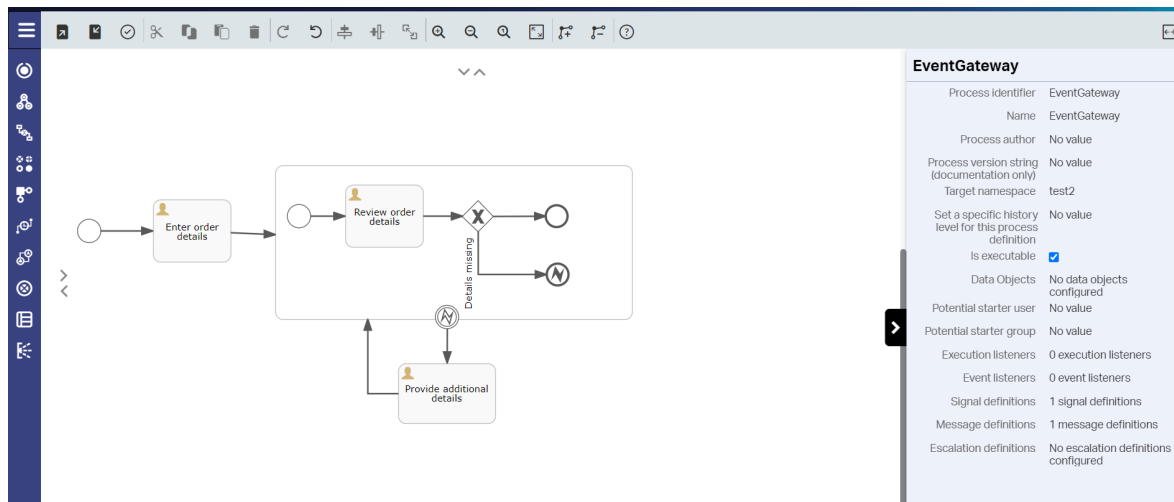 EventGateway
Process identifier EventGateway
Name EventGateway
Process author No value
Process version string No value
(documentation only)
Target namespace test2
Set a specific history No value
level for this process
definition
Is executable
Data Objects No data objects
configured
Potential starter user No value
Potential starter group No value
Execution listeners 0 execution listeners
Event listeners 0 event listeners
Signal definitions 1 signal definitions
Message definitions 1 message definitions
Escalation definitions No escalation definitions
configured
Enter order
details
Review order
details
X
Details missing
Provide additional
details